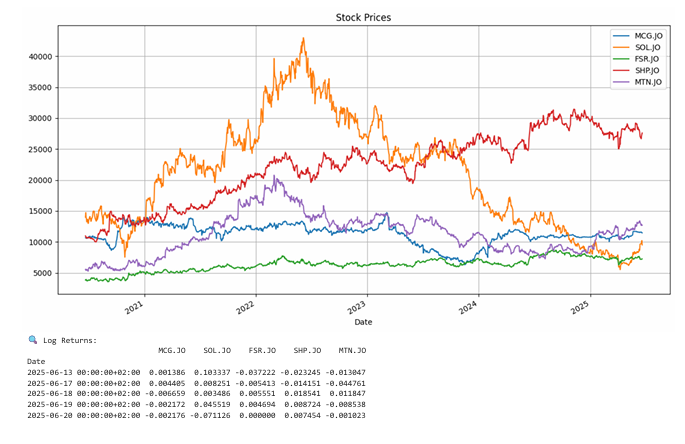 Stock Prices
MCG.JO
SOL.JO
FSR.JO
SHP.JO
MTN.JO
45000
40000
35000
30000
25000
20000
15000
10000
5000
2021
2022
2023
2024
2025
Date
🔍 Log Returns:
MCG.JO SOL.JO FSR.JO SHP.JO MTN.JO
Date
2025-06-13 00:00:00+02:00 0.001386 0.103337 -0.037222 -0.023245 -0.013047
2025-06-17 00:00:00+02:00 0.004405 0.008251 -0.005413 -0.014151 -0.044761
2025-06-18 00:00:00+02:00 -0.006659 0.003486 0.005551 0.018541 0.011847
2025-06-19 00:00:00+02:00 -0.002172 0.045519 0.004694 0.008724 -0.008538
2025-06-20 00:00:00+02:00 -0.002176 -0.071126 0.000000 0.007454 -0.001023